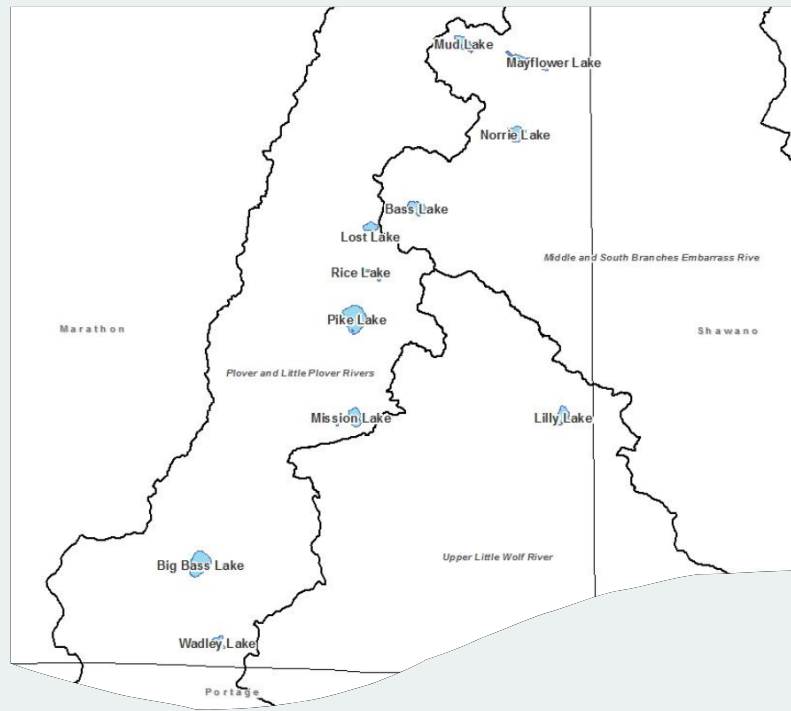 Mud Lake
Mayflower Lake
Norrie Lake
Bass Lake
Lost Lake
Middle and South Branches Embarrass Rive
Rice Lake
Pike Lake
Marathon
Shawano
Plover and Little Plover Rivers
Mission Lake
Lilly Lake
Upper Little Wolf River
Big Bass Lake
Wadley Lake
Portage